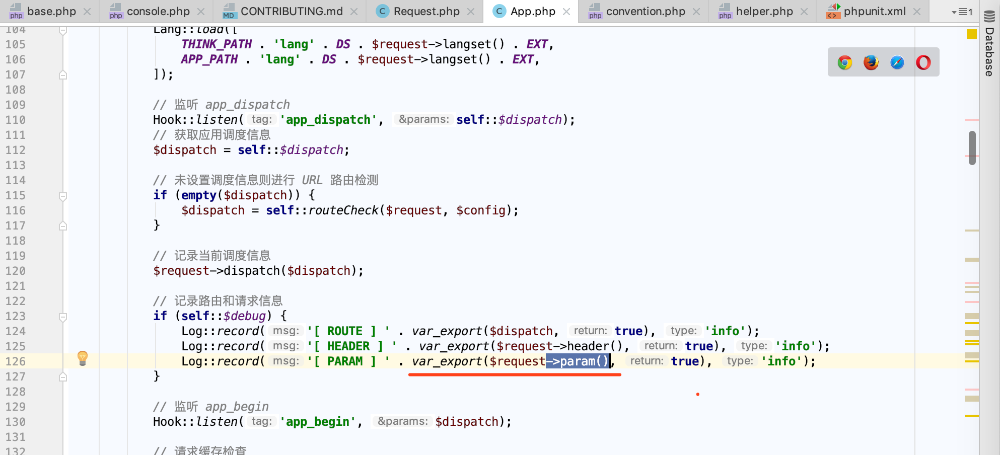 base.php
console.php
CONTRIBUTING.md
Request.php
App.php
convention.php
helper.php
phpunit.xml
1
Database
104 Lang::load([
105 THINK_PATH . 'lang' . DS . $request->langset() . EXT,
106 APP_PATH . 'lang' . DS . $request->langset() . EXT,
107 ]);
108
109 // 监听 app_dispatch
110 Hook::listen( tag: 'app_dispatch', &params: self::$dispatch);
111 // 获取应用调度信息
112 $dispatch = self::$dispatch;
113
114 // 未设置调度信息则进行 URL 路由检测
115 if (empty($dispatch)) {
116 $dispatch = self::routeCheck($request, $config);
117 }
118
119 // 记录当前调度信息
120 $request->dispatch($dispatch);
121
122 // 记录路由和请求信息
123 if (self::$debug) {
124 Log::record( msg: '[ ROUTE ] ' . var_export($dispatch, return: true), type: 'info');
125 Log::record( msg: '[ HEADER ] ' . var_export($request->header(), return: true), type: 'info');
126 Log::record( msg: '[ PARAM ] ' . var_export($request->param(), return: true), type: 'info');
127 }
128
129 // 监听 app_begin
130 Hook::listen( tag: 'app_begin', &params: $dispatch);
131
132 // 请求缓存检查